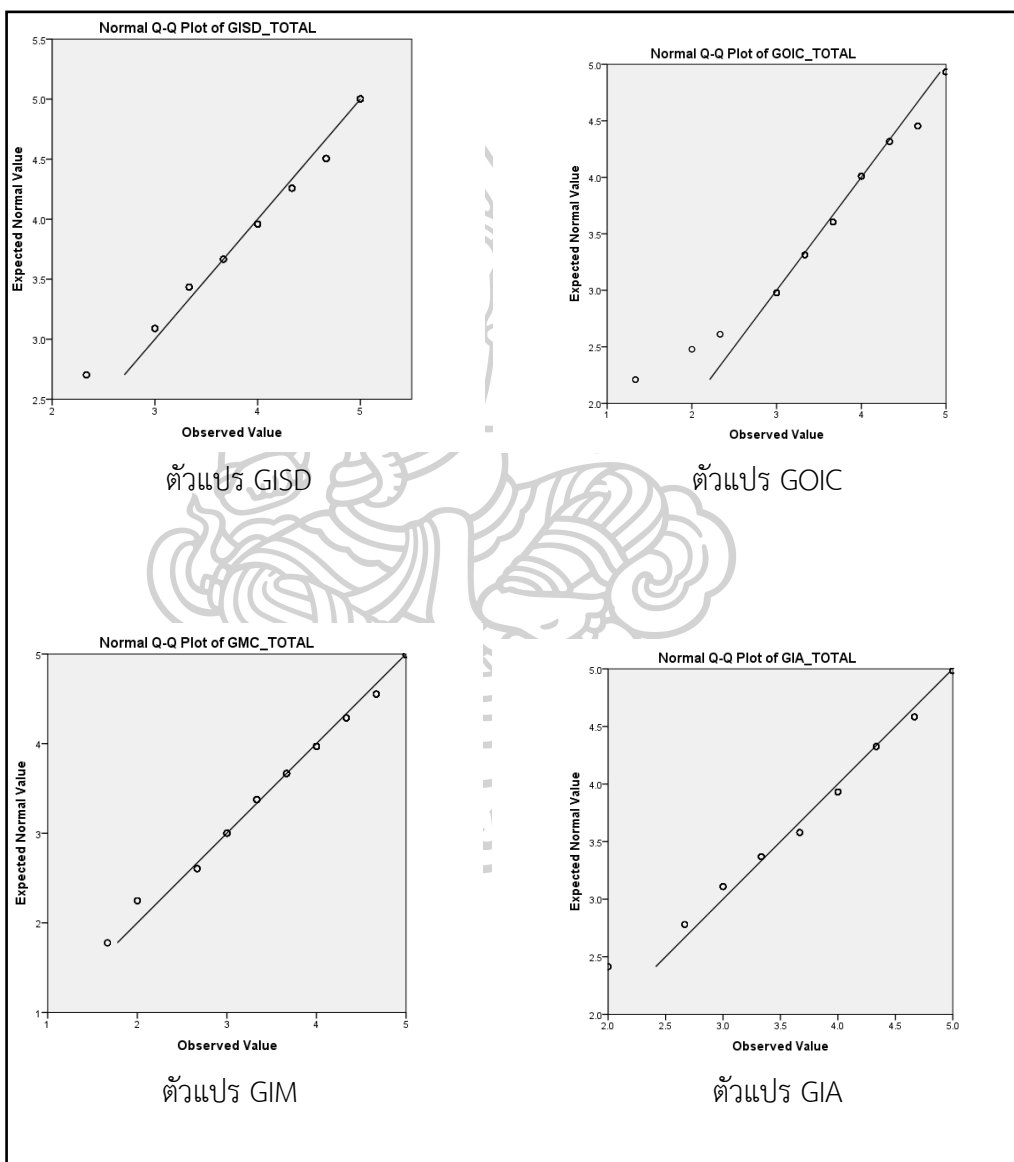 Normal Q-Q Plot of GISD_TOTAL
5.5
5.0
4.5
4.0
3.5
3.0
2.5
Expected Normal Value
2
3
4
5
Observed Value
ตัวแปร GISD
Normal Q-Q Plot of GOIC_TOTAL
5.0
4.5
4.0
3.5
3.0
2.5
2.0
Expected Normal Value
1
2
3
4
5
Observed Value
ตัวแปร GOIC
Normal Q-Q Plot of GMC_TOTAL
5
4
3
2
1
Expected Normal Value
1
2
3
4
5
Observed Value
ตัวแปร GIM
Normal Q-Q Plot of GIA_TOTAL
5.0
4.5
4.0
3.5
3.0
2.5
2.0
Expected Normal Value
2.0
2.5
3.0
3.5
4.0
4.5
5.0
Observed Value
ตัวแปร GIA